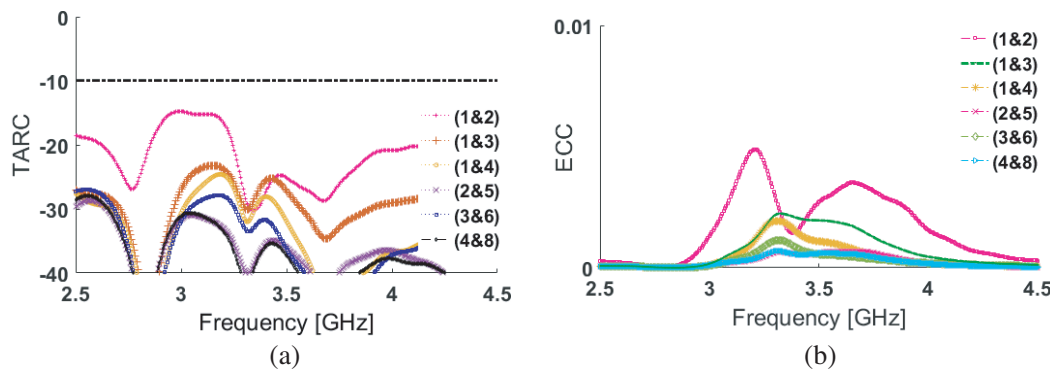 0
-10
-20
-30
-40
TARC
2.5 3 3.5 4 4.5
Frequency [GHz]
(1&2)
(1&3)
(1&4)
(2&5)
(3&6)
(4&8)
(a)
0.01
0
ECC
2.5 3 3.5 4 4.5
Frequency [GHz]
(1&2)
(1&3)
(1&4)
(2&5)
(3&6)
(4&8)
(b)